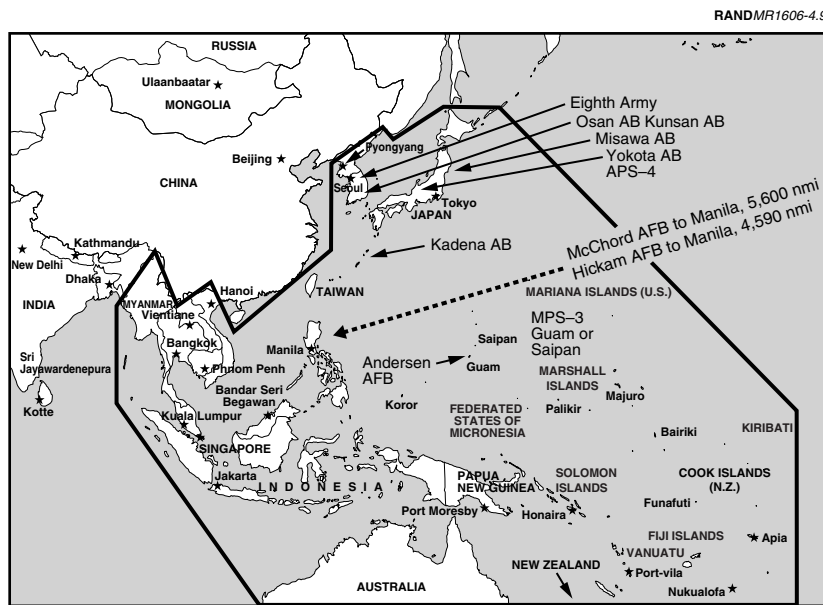 RANDMR1606-4.9
RUSSIA
Ulaanbaatar
MONGOLIA
Eighth Army
Osan AB Kunsan AB
Misawa AB
Yokota AB
APS–4
Pyongyang
Beijing
Seoul
CHINA
Tokyo
JAPAN
McChord AFB to Manila, 5,600 nmi
Hickam AFB to Manila, 4,590 nmi
Kadena AB
Kathmandu
New Delhi
Dhaka
Hanoi
TAIWAN
MARIANA ISLANDS (U.S.)
INDIA
MYANMAR
Vientiane
MPS–3
Guam or
Saipan
Bangkok
Manila
Saipan
Sri
Jayawardenepura
Phnom Penh
Andersen
AFB
Guam
MARSHALL
ISLANDS
Bandar Seri
Begawan
Majuro
Kotte
Koror
Palikir
Kuala Lumpur
FEDERATED
STATES OF
MICRONESIA
KIRIBATI
Bairiki
SINGAPORE
Jakarta
INDONESIA
PAPUA
NEW GUINEA
SOLOMON
ISLANDS
COOK ISLANDS
(N.Z.)
Port Moresby
Honaira
Funafuti
FIJI ISLANDS
Apia
VANUATU
NEW ZEALAND
Port-vila
AUSTRALIA
Nukualofa